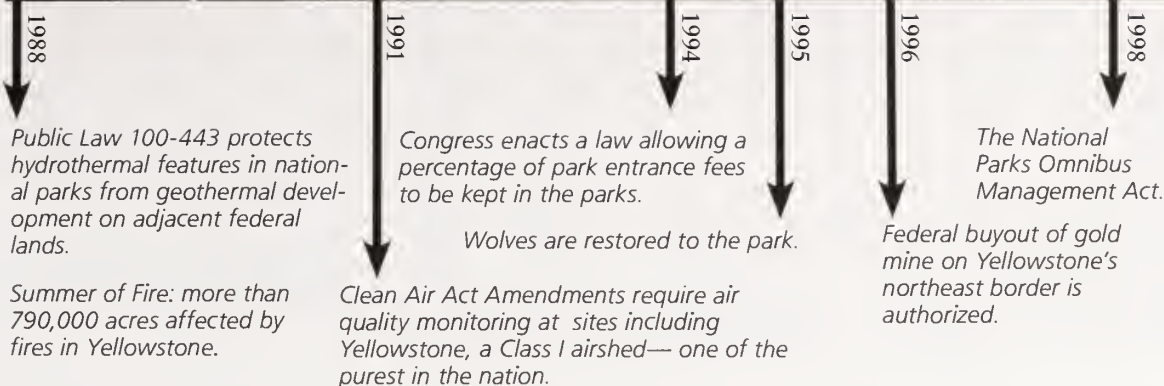 1988
Public Law 100-443 protects
hydrothermal features in nation-
al parks from geothermal devel-
opment on adjacent federal
lands.
Summer of Fire: more than
790,000 acres affected by
fires in Yellowstone.
1991
Clean Air Act Amendments require air
quality monitoring at sites including
Yellowstone, a Class I airshed— one of the
purest in the nation.
1994
Congress enacts a law allowing a
percentage of park entrance fees
to be kept in the parks.
1995
Wolves are restored to the park.
1996
Federal buyout of gold
mine on Yellowstone's
northeast border is
authorized.
1998
The National
Parks Omnibus
Management Act.